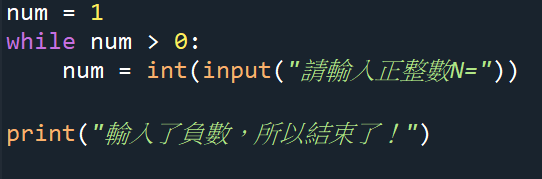 num = 1
while num > 0:
    num = int(input("請輸入正整數N="))
print("輸入了負數，所以結束了！")